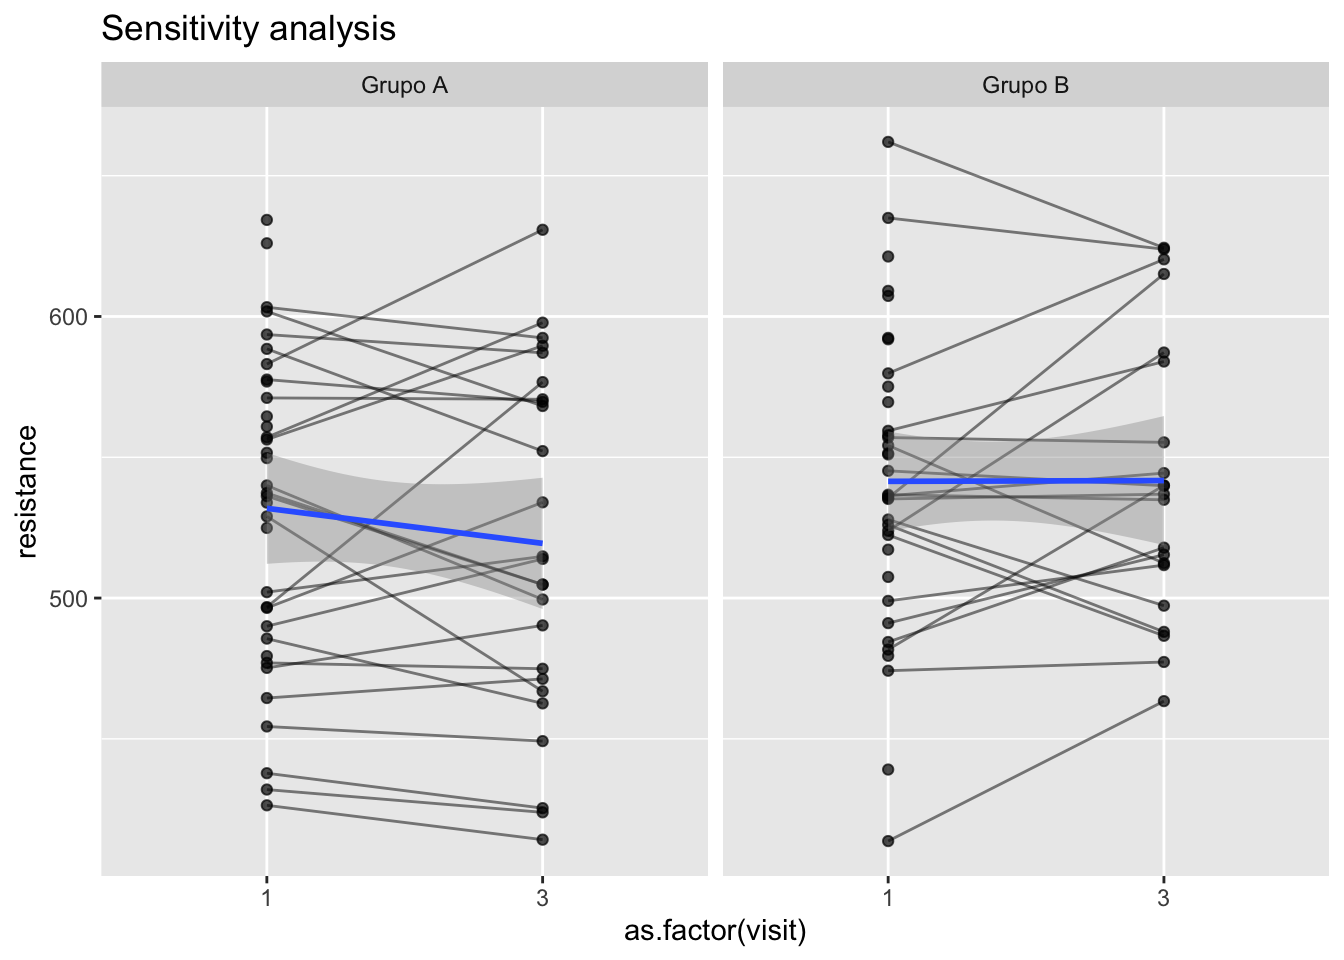 Sensitivity analysis
Grupo A
Grupo B
resistance
600
500
1
3
1
3
as.factor(visit)